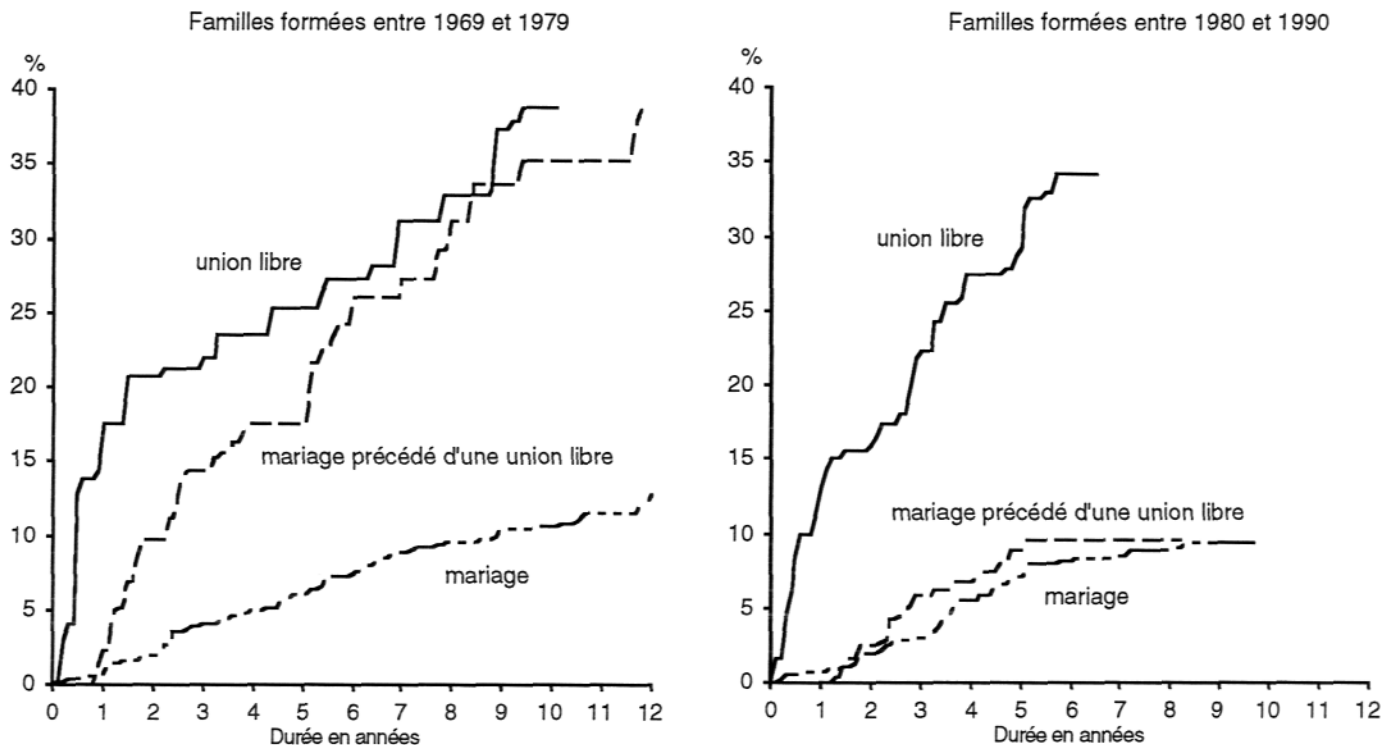 Familles formées entre 1969 et 1979
%
40
35
30
25
20
15
10
5
0
union libre
mariage précédé d'une union libre
mariage
0 1 2 3 4 5 6 7 8 9 10 11 12
Durée en années
Familles formées entre 1980 et 1990
%
40
35
30
25
20
15
10
5
0
union libre
mariage précédé d'une union libre
mariage
0 1 2 3 4 5 6 7 8 9 10 11 12
Durée en années